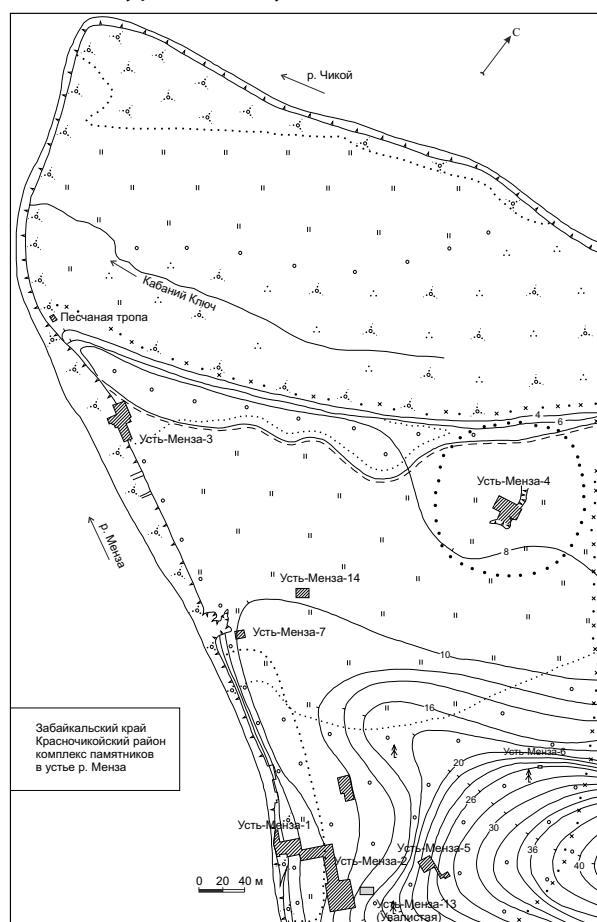 С
р. Чикой
Кабаний Ключ
Песчаная тропа
4
6
Усть-Менза-3
Усть-Менза-4
р. Менза
8
Усть-Менза-14
Усть-Менза-7
10
16
Забайкальский край
Красночикойский район
комплекс памятников
в устье р. Менза
20
Усть-Менза-6
26
30
Усть-Менза-1
36
Усть-Менза-2
Усть-Менза-5
40
0 20 40 м
Усть-Менза-13
(Увалистая)